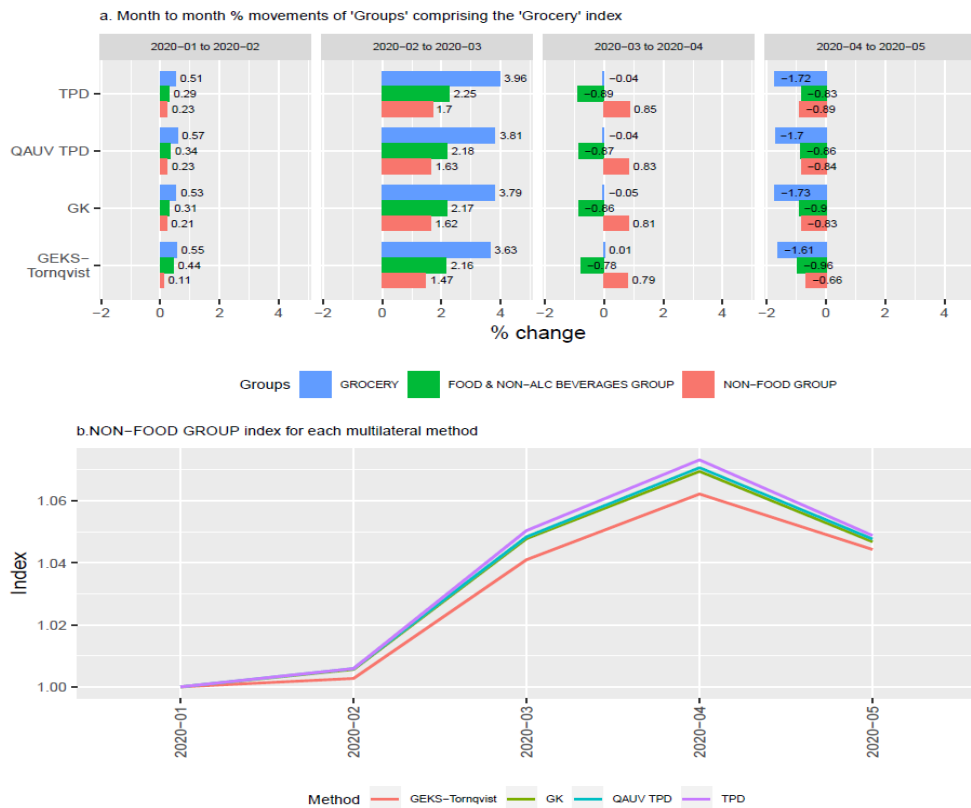 a. Month to month % movements of 'Groups' comprising the 'Grocery' index
2020−01 to 2020−02 2020−02 to 2020−03 2020−03 to 2020−04 2020−04 to 2020−05
0.51 3.96 −0.04 −1.72
TPD 0.29 2.25 −0.89 −0.83
0.23 1.7 0.85 −0.89
0.57 3.81 −0.04 −1.7
QAUV TPD 0.34 2.18 −0.87 −0.86
0.23 1.63 0.83 −0.84
0.53 3.79 −0.05 −1.73
GK 0.31 2.17 −0.86 −0.9
0.21 1.62 0.81 −0.83
0.55 3.63 0.01 −1.61
GEKS−
Tornqvist 0.44 2.16 −0.78 −0.96
0.11 1.47 0.79 −0.66
−2 0 2 4 −2 0 2 4 −2 0 2 4 −2 0 2 4
% change
Groups GROCERY FOOD & NON−ALC BEVERAGES GROUP NON−FOOD GROUP
b.NON−FOOD GROUP index for each multilateral method
1.06
1.04
1.02
1.00
Index
2020−01 2020−02 2020−03 2020−04 2020−05
Method GEKS−Tornqvist GK QAUV TPD TPD